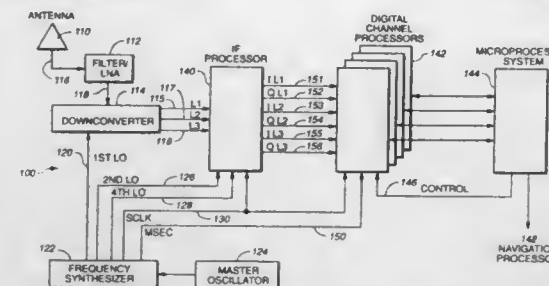 ANTENNA
110
112
FILTER/
LNA
116
118
114
DOWNCONVERTER
115
117
L1
L2
L3
119
120
1ST LO
100
IF
PROCESSOR
140
I L1
151
Q L1
152
I L2
153
Q L2
154
I L3
155
Q L3
156
DIGITAL
CHANNEL
PROCESSORS
142
MICROPROCES
SYSTEM
144
146
CONTROL
148
NAVIGATIO
PROCESSO
2ND LO
126
4TH LO
128
SCLK
130
MSEC
150
122
FREQUENCY
SYNTHESIZER
124
MASTER
OSCILLATOR